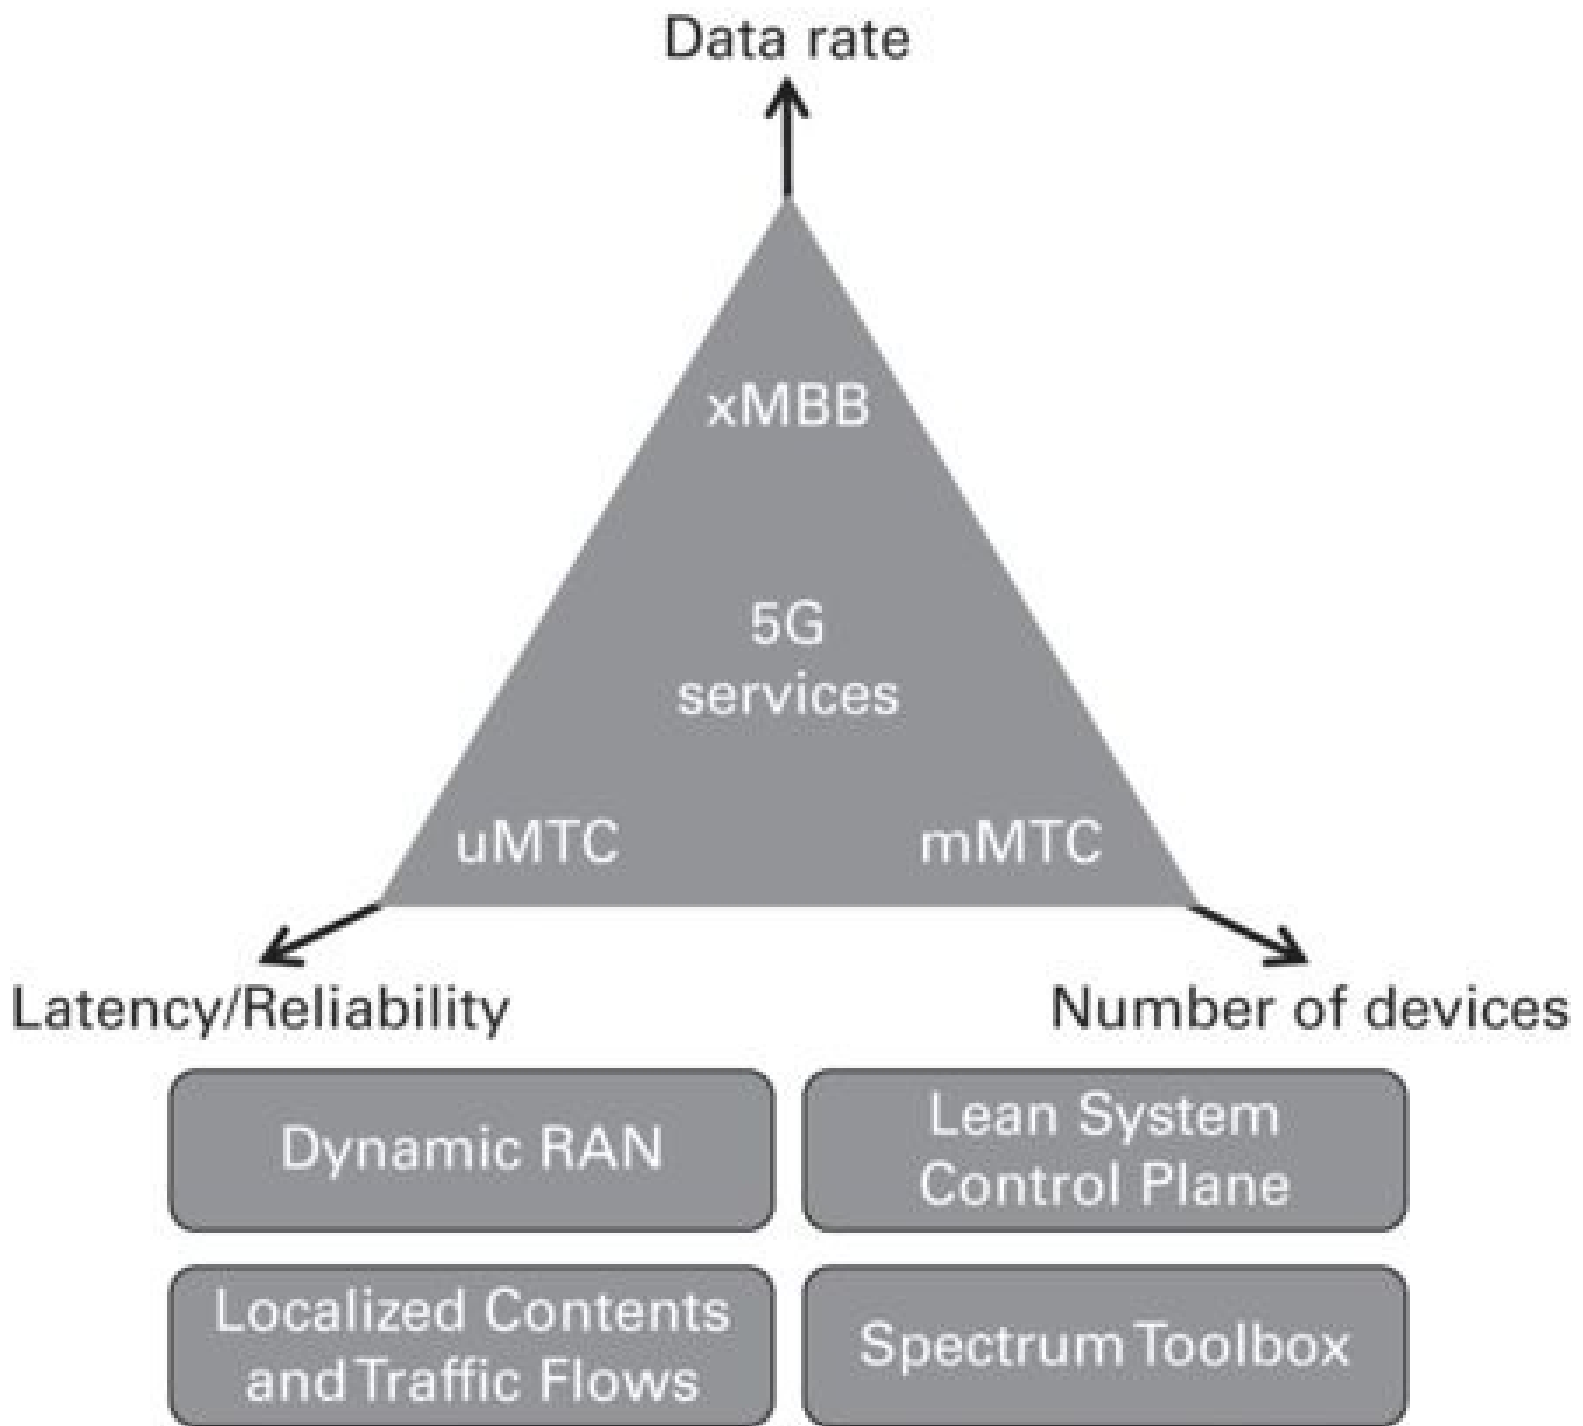 Data rate
xMBB
5G
services
uMTC mMTC
Latency/Reliability Number of devices
Dynamic RAN
Lean System
Control Plane
Localized Contents
and Traffic Flows
Spectrum Toolbox